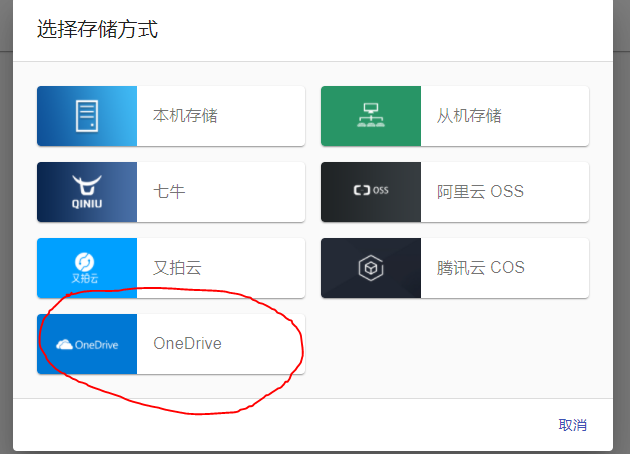 选择存储方式
本机存储
从机存储
QINIU
七牛
OSS
阿里云 OSS
又拍云
又拍云
腾讯云 COS
OneDrive
OneDrive
取消